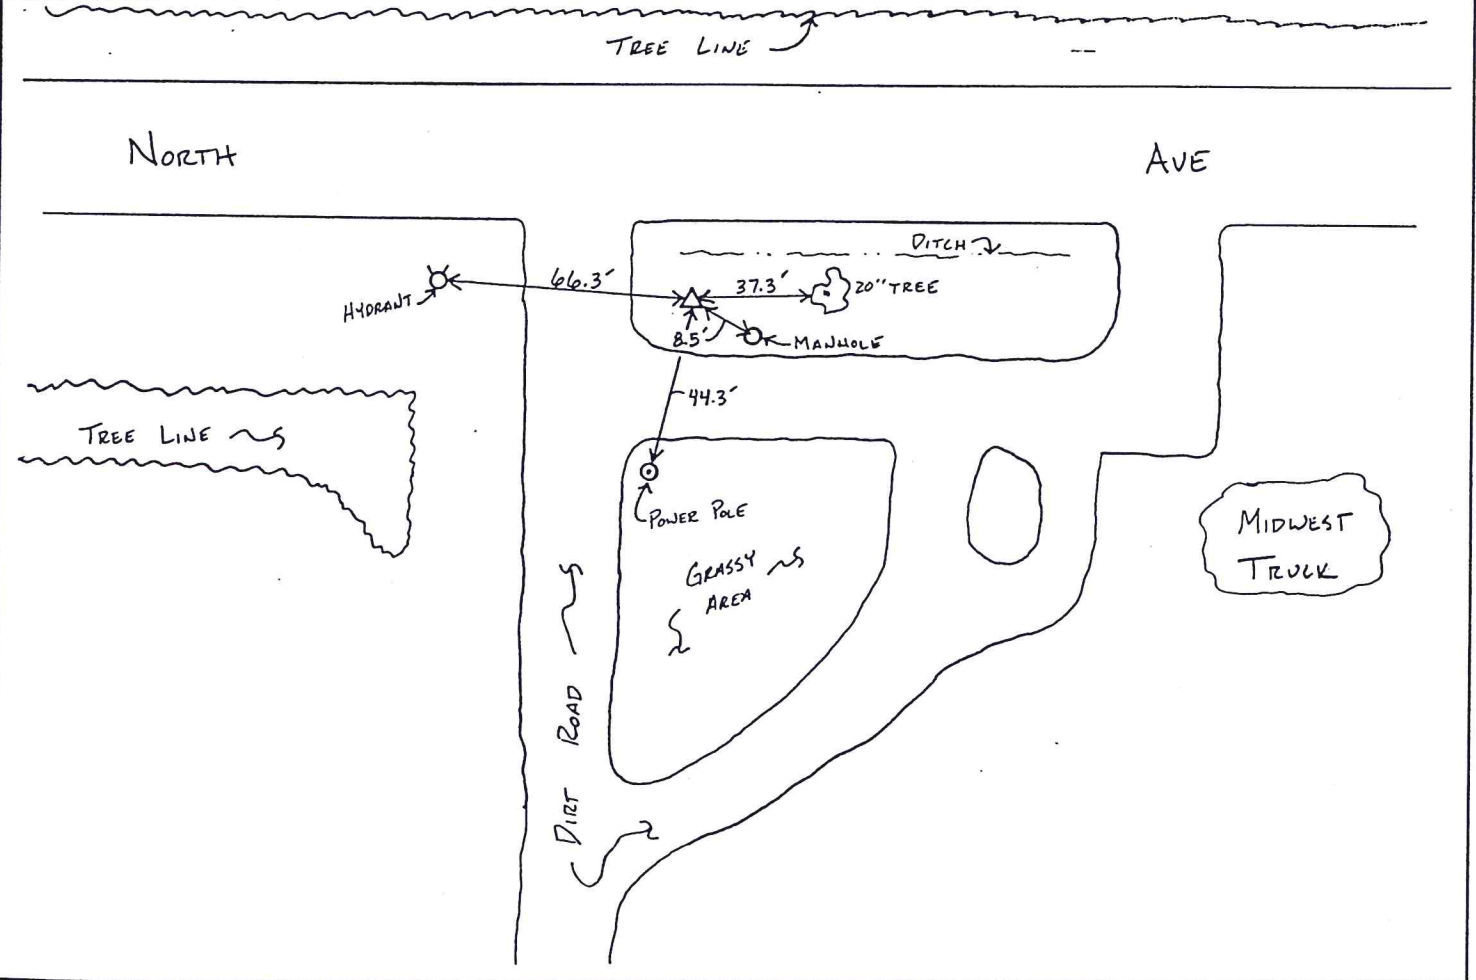 TREE LINE
NORTH AVE
DITCH
66.3'
37.3'
20" TREE
HYDRANT
8.5'
MANHOLE
44.3'
TREE LINE
POWER POLE
MIDWEST
TRUCK
GRASSY
AREA
DIRT ROAD